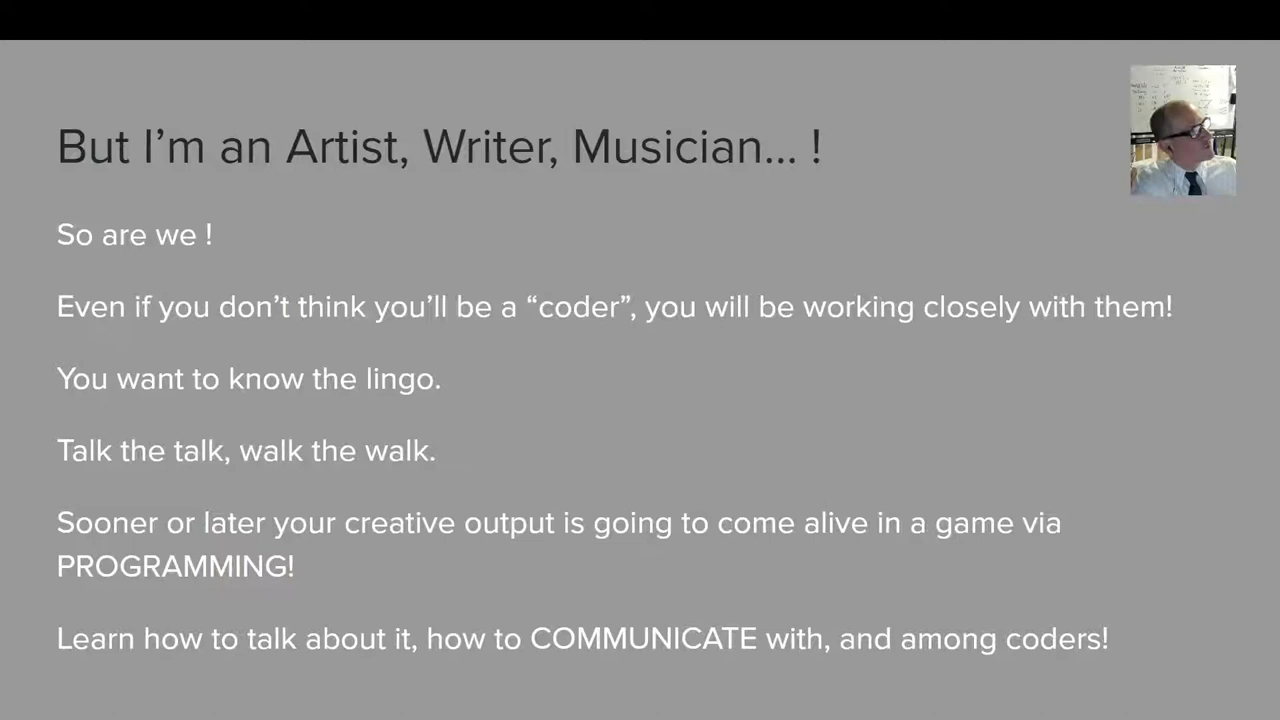 But I’m an Artist, Writer, Musician... !
So are we !
Even if you don’t think you’ll be a “coder”, you will be working closely with them!
You want to know the lingo.
Talk the talk, walk the walk.
Sooner or later your creative output is going to come alive in a game via
PROGRAMMING!
Learn how to talk about it, how to COMMUNICATE with, and among coders!